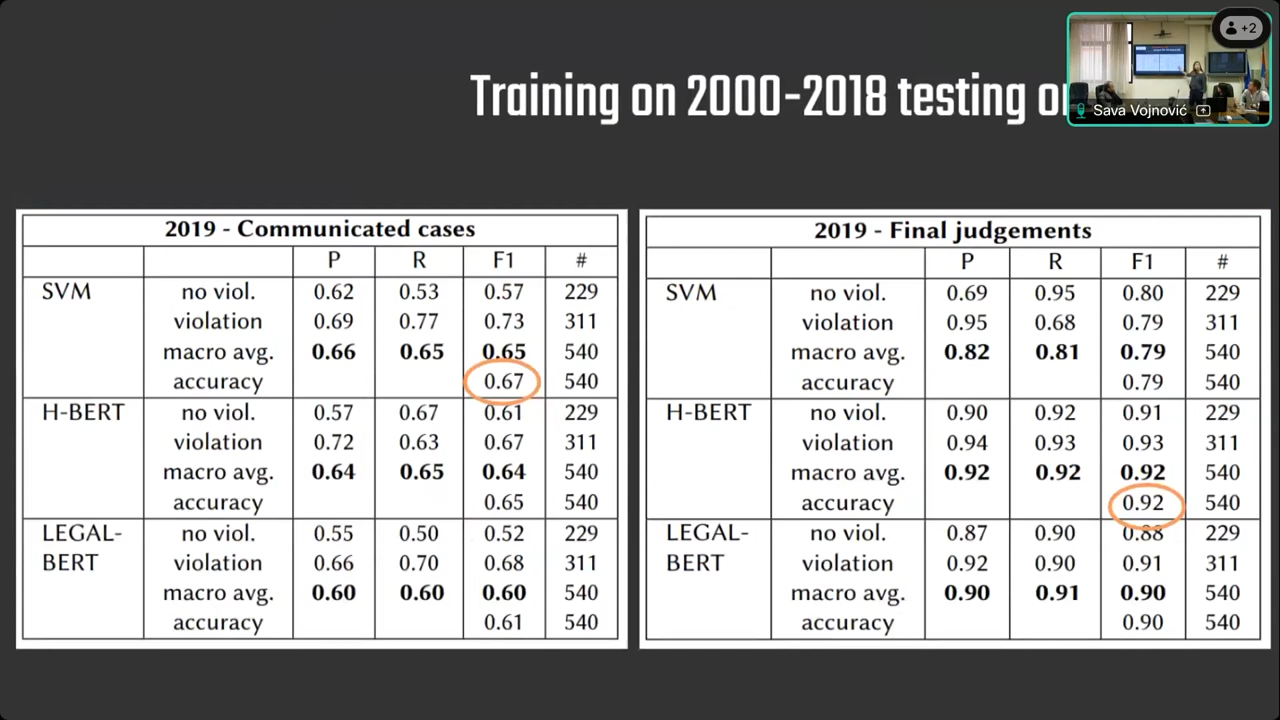 Training on 2000-2018 testing
+2
Sava Vojnović
2019 - Communicated cases
P R F1 #
SVM no viol. 0.62 0.53 0.57 229
violation 0.69 0.77 0.73 311
macro avg. 0.66 0.65 0.65 540
accuracy 0.67 540
H-BERT no viol. 0.57 0.67 0.61 229
violation 0.72 0.63 0.67 311
macro avg. 0.64 0.65 0.64 540
accuracy 0.65 540
LEGAL- no viol. 0.55 0.50 0.52 229
BERT violation 0.66 0.70 0.68 311
macro avg. 0.60 0.60 0.60 540
accuracy 0.61 540
2019 - Final judgements
P R F1 #
SVM no viol. 0.69 0.95 0.80 229
violation 0.95 0.68 0.79 311
macro avg. 0.82 0.81 0.79 540
accuracy 0.79 540
H-BERT no viol. 0.90 0.92 0.91 229
violation 0.94 0.93 0.93 311
macro avg. 0.92 0.92 0.92 540
accuracy 0.92 540
LEGAL- no viol. 0.87 0.90 0.88 229
BERT violation 0.92 0.90 0.91 311
macro avg. 0.90 0.91 0.90 540
accuracy 0.90 540